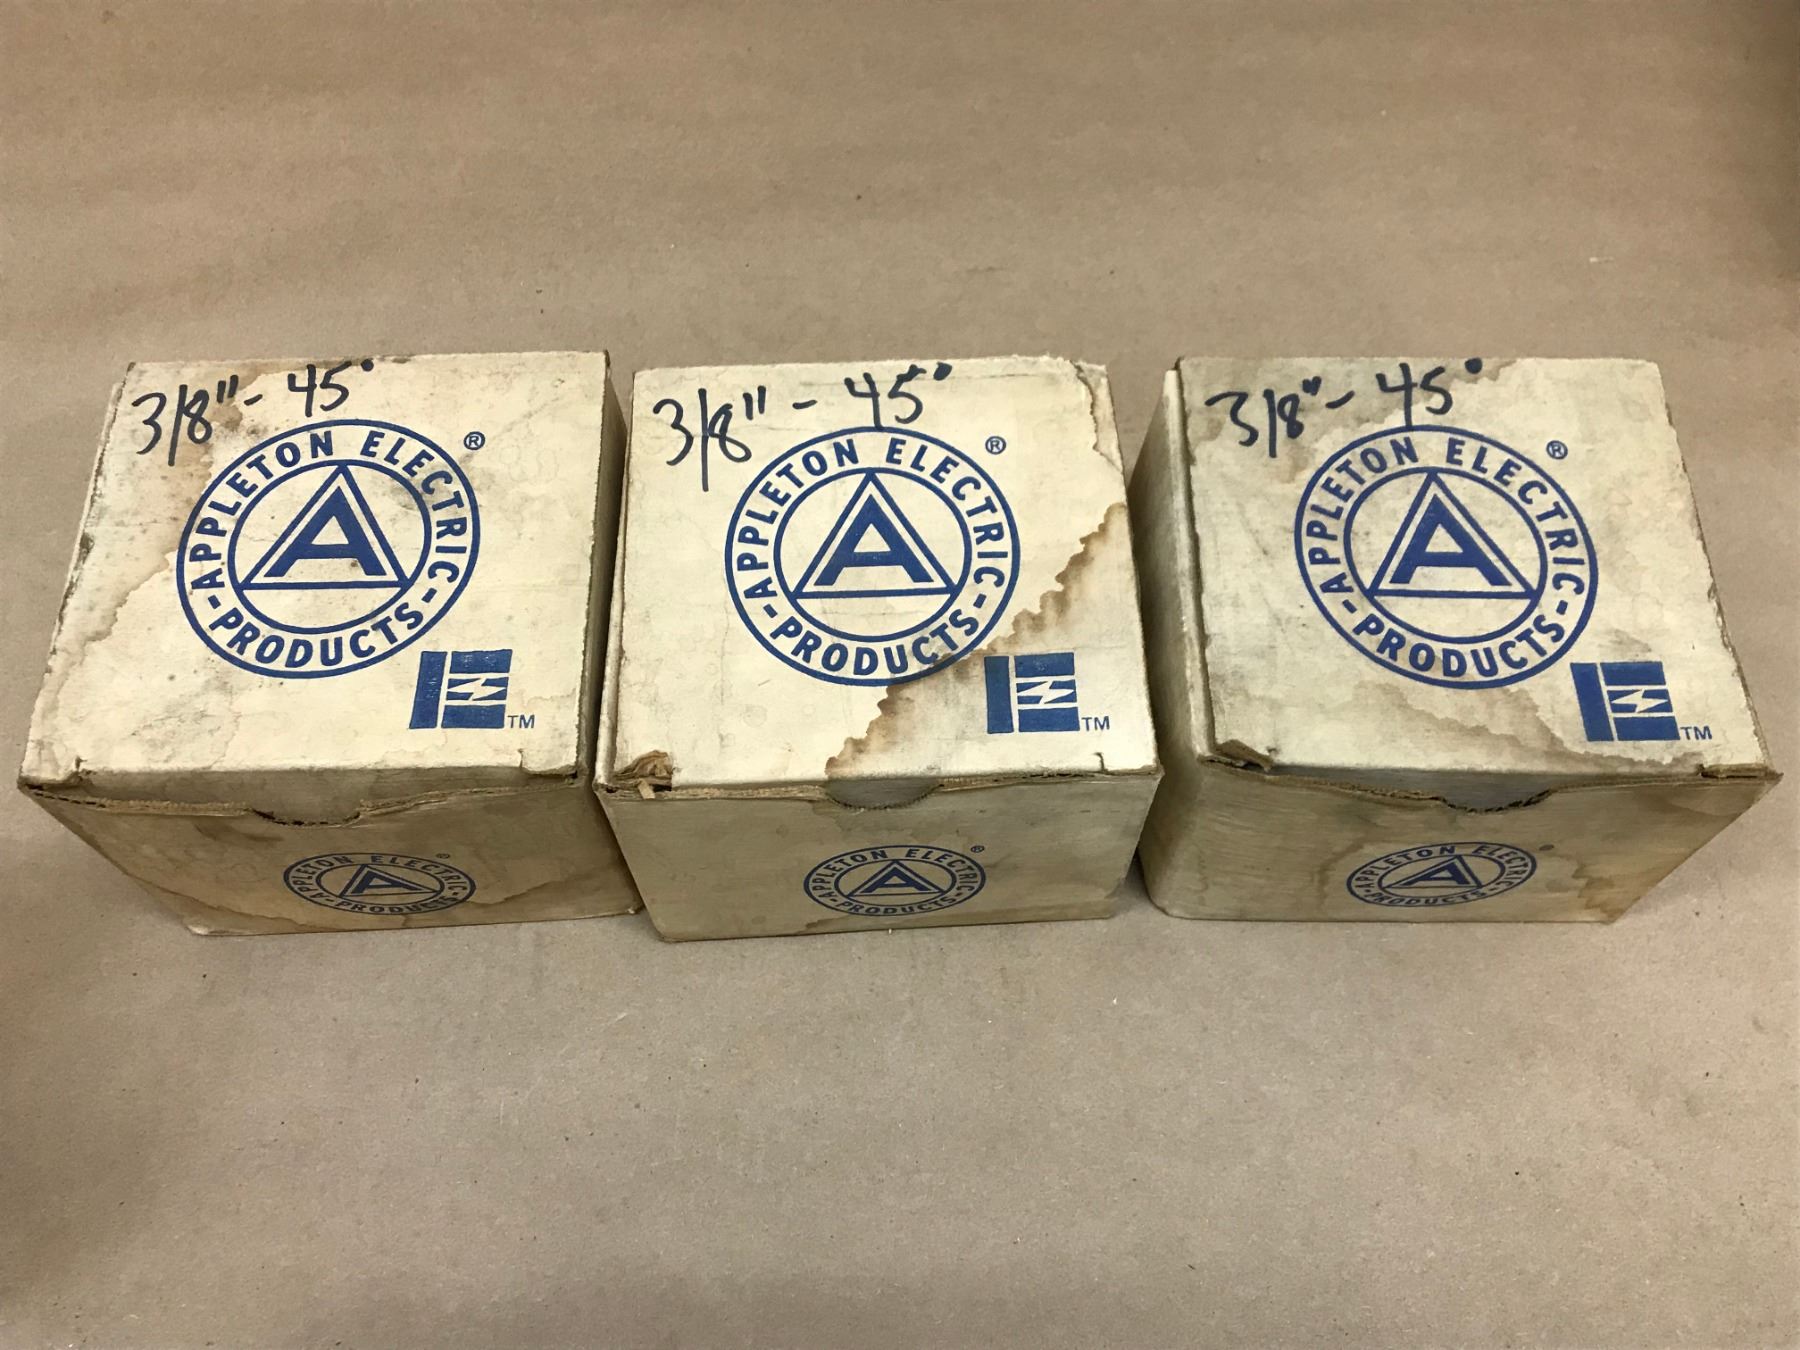 3/8" - 45°
APPLETON ELECTRIC
®
A
- PRODUCTS -
TM
APPLETON ELECTRIC
®
A
- PRODUCTS -
3/8" - 45°
APPLETON ELECTRIC
®
A
- PRODUCTS -
TM
APPLETON ELECTRIC
®
A
- PRODUCTS -
3/8" - 45°
APPLETON ELECTRIC
®
A
- PRODUCTS -
TM
APPLETON ELECTRIC
®
A
- PRODUCTS -